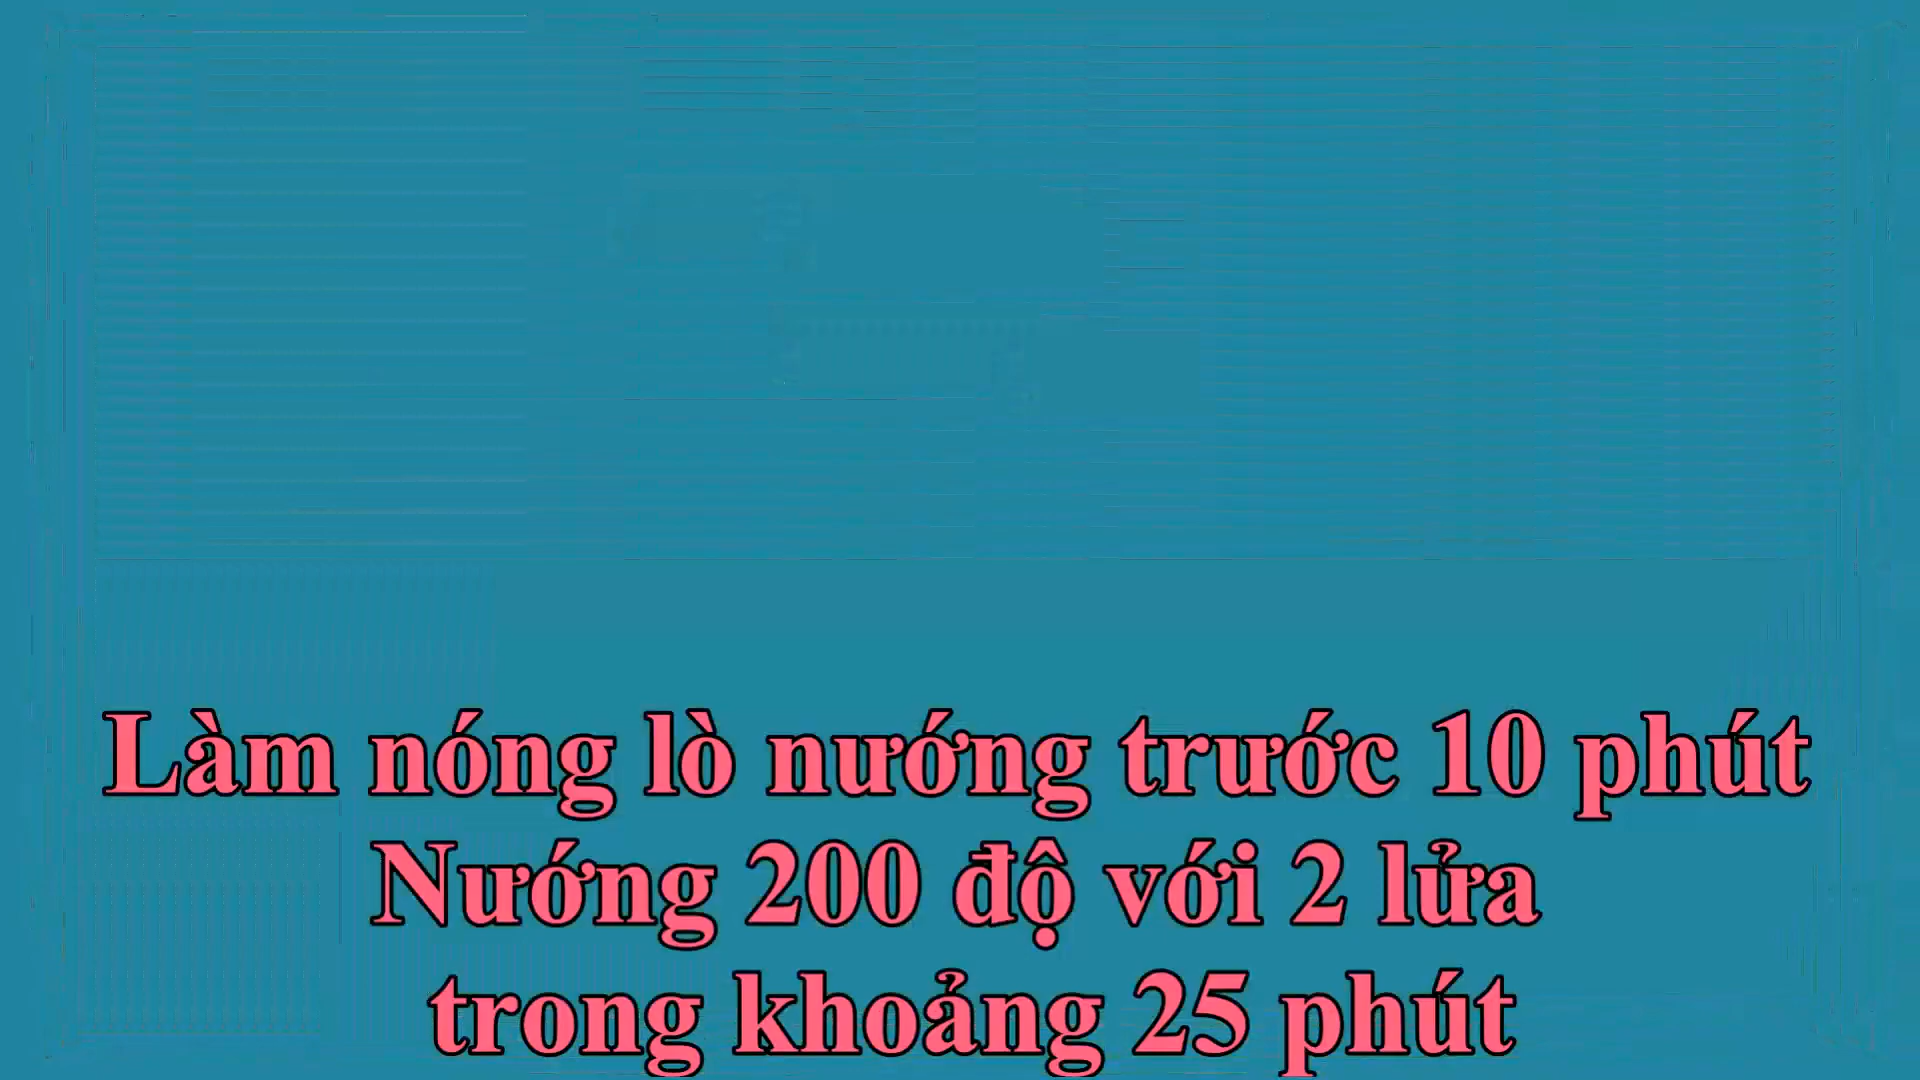 Làm nóng lò nướng trước 10 phút
Nướng 200 độ với 2 lửa
trong khoảng 25 phút